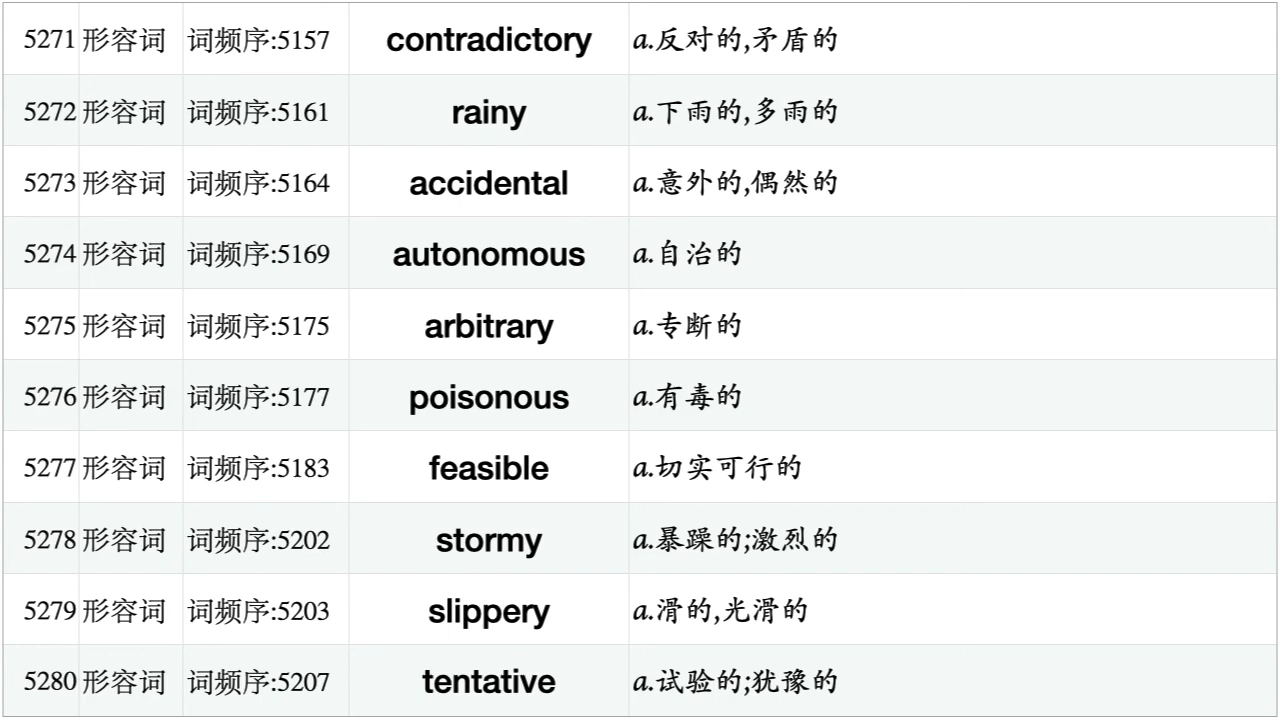 5271 形容词 词频序:5157 contradictory a.反对的,矛盾的
5272 形容词 词频序:5161 rainy a.下雨的,多雨的
5273 形容词 词频序:5164 accidental a.意外的,偶然的
5274 形容词 词频序:5169 autonomous a.自治的
5275 形容词 词频序:5175 arbitrary a.专断的
5276 形容词 词频序:5177 poisonous a.有毒的
5277 形容词 词频序:5183 feasible a.切实可行的
5278 形容词 词频序:5202 stormy a.暴躁的;激烈的
5279 形容词 词频序:5203 slippery a.滑的,光滑的
5280 形容词 词频序:5207 tentative a.试验的;犹豫的